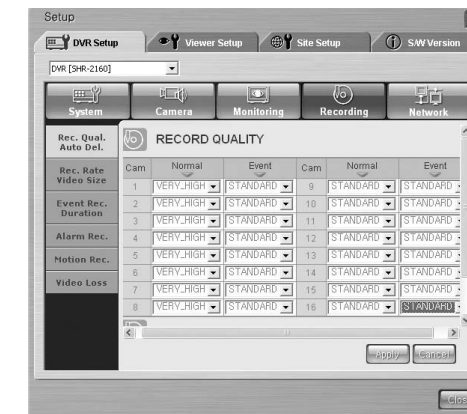 Setup
DVR Setup Viewer Setup Site Setup S/W Version
DVR [SHR-2160]
System Camera Monitoring Recording Network
Rec. Qual.
Auto Del.
Rec. Rate
Video Size
Event Rec.
Duration
Alarm Rec.
Motion Rec.
Video Loss
RECORD QUALITY
Cam Normal Event Cam Normal Event
1 VERY_HIGH STANDARD 9 STANDARD STANDARD
2 VERY_HIGH STANDARD 10 STANDARD STANDARD
3 VERY_HIGH STANDARD 11 STANDARD STANDARD
4 VERY_HIGH STANDARD 12 STANDARD STANDARD
5 VERY_HIGH STANDARD 13 STANDARD STANDARD
6 VERY_HIGH STANDARD 14 STANDARD STANDARD
7 VERY_HIGH STANDARD 15 STANDARD STANDARD
8 VERY_HIGH STANDARD 16 STANDARD STANDARD
Apply Cancel
Clos